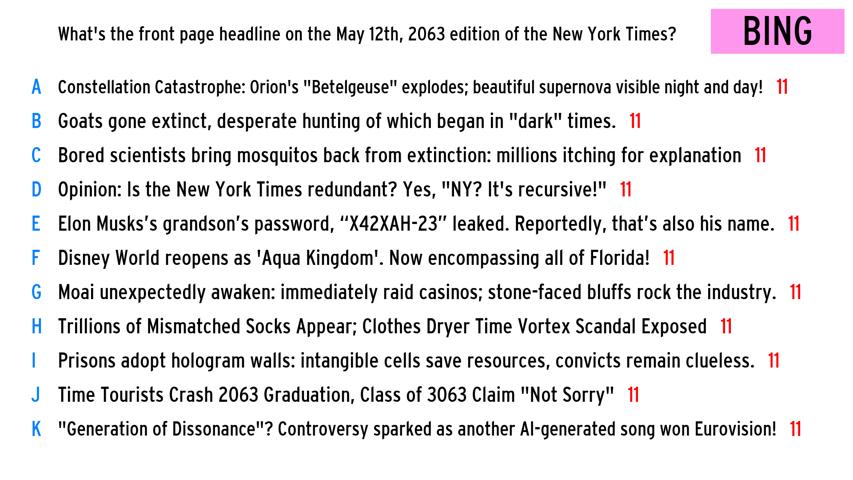 What's the front page headline on the May 12th, 2063 edition of the New York Times?
BING
A Constellation Catastrophe: Orion's "Betelgeuse" explodes; beautiful supernova visible night and day! 11
B Goats gone extinct, desperate hunting of which began in "dark" times. 11
C Bored scientists bring mosquitos back from extinction: millions itching for explanation 11
D Opinion: Is the New York Times redundant? Yes, "NY? It's recursive!" 11
E Elon Musks’s grandson’s password, “X42XAH-23” leaked. Reportedly, that’s also his name. 11
F Disney World reopens as 'Aqua Kingdom'. Now encompassing all of Florida! 11
G Moai unexpectedly awaken: immediately raid casinos; stone-faced bluffs rock the industry. 11
H Trillions of Mismatched Socks Appear; Clothes Dryer Time Vortex Scandal Exposed 11
I Prisons adopt hologram walls: intangible cells save resources, convicts remain clueless. 11
J Time Tourists Crash 2063 Graduation, Class of 3063 Claim "Not Sorry" 11
K "Generation of Dissonance"? Controversy sparked as another AI-generated song won Eurovision! 11